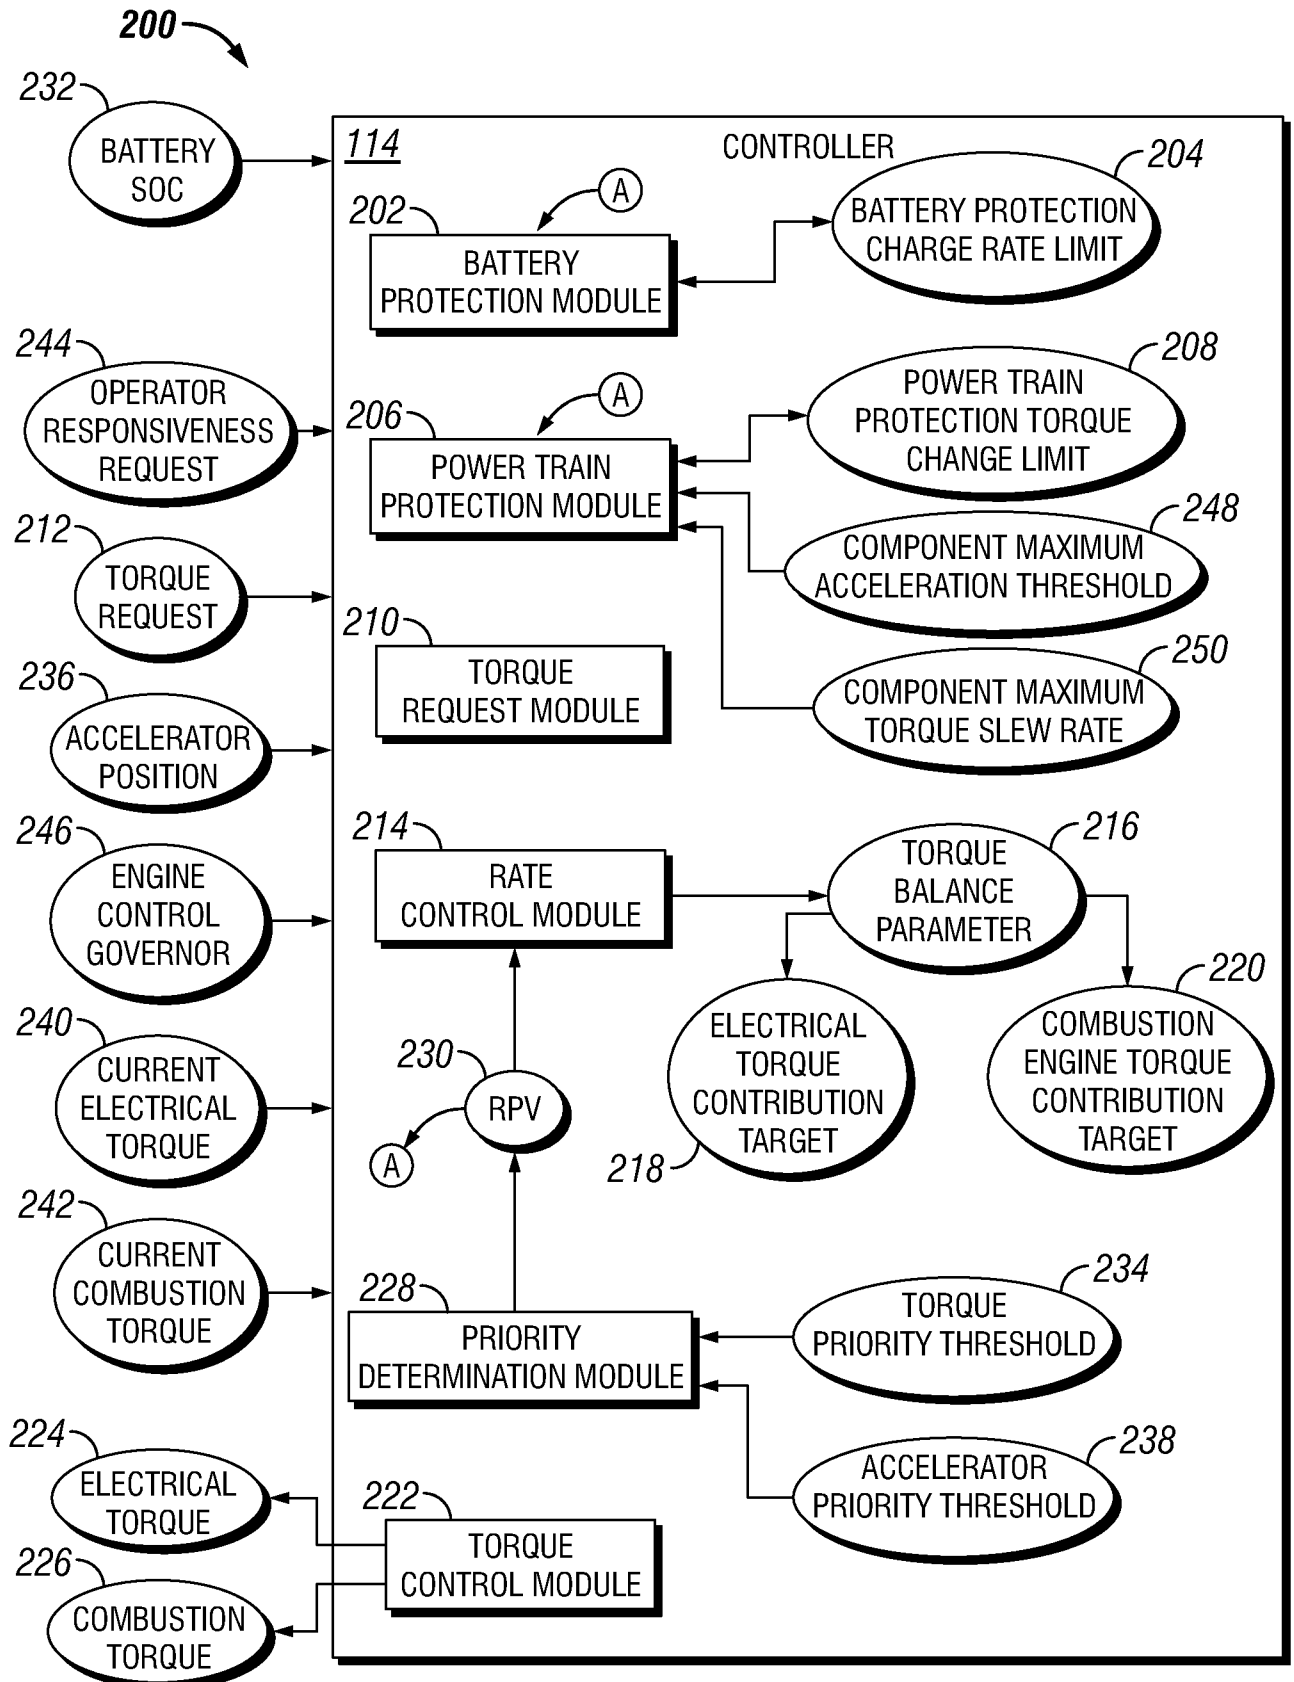 200
232
BATTERY
SOC
114
CONTROLLER
204
BATTERY PROTECTION
CHARGE RATE LIMIT
A
202
BATTERY
PROTECTION MODULE
244
OPERATOR
RESPONSIVENESS
REQUEST
A
206
POWER TRAIN
PROTECTION MODULE
208
POWER TRAIN
PROTECTION TORQUE
CHANGE LIMIT
248
COMPONENT MAXIMUM
ACCELERATION THRESHOLD
212
TORQUE
REQUEST
210
TORQUE
REQUEST MODULE
250
COMPONENT MAXIMUM
TORQUE SLEW RATE
236
ACCELERATOR
POSITION
246
ENGINE
CONTROL
GOVERNOR
214
RATE
CONTROL MODULE
216
TORQUE
BALANCE
PARAMETER
218
ELECTRICAL
TORQUE
CONTRIBUTION
TARGET
220
COMBUSTION
ENGINE TORQUE
CONTRIBUTION
TARGET
240
CURRENT
ELECTRICAL
TORQUE
230
RPV
A
242
CURRENT
COMBUSTION
TORQUE
228
PRIORITY
DETERMINATION MODULE
234
TORQUE
PRIORITY THRESHOLD
238
ACCELERATOR
PRIORITY THRESHOLD
224
ELECTRICAL
TORQUE
222
TORQUE
CONTROL MODULE
226
COMBUSTION
TORQUE